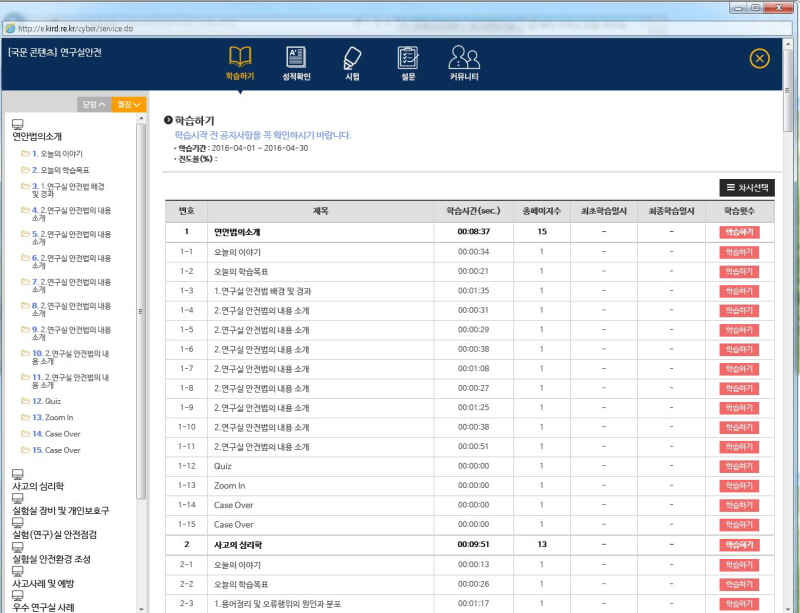 http://e.kird.re.kr/cyber/service.do
[국문 콘텐츠] 연구실안전
학습하기
성적확인
시험
설문
커뮤니티
닫힘
펼침
연안법의소개
1. 오늘의 이야기
2. 오늘의 학습목표
3. 1.연구실 안전법 배경
및 경과
4. 2.연구실 안전법의 내용
소개
5. 2.연구실 안전법의 내용
소개
6. 2.연구실 안전법의 내용
소개
7. 2.연구실 안전법의 내용
소개
8. 2.연구실 안전법의 내용
소개
9. 2.연구실 안전법의 내용
소개
10. 2.연구실 안전법의 내
용 소개
11. 2.연구실 안전법의 내
용 소개
12. Quiz
13. Zoom In
14. Case Over
15. Case Over
사고의 심리학
실험실 장비 및 개인보호구
실험(연구)실 안전점검
실험실 안전환경 조성
사고사례 및 예방
우수 연구실 사례
학습하기
학습시작 전 공지사항을 꼭 확인하시기 바랍니다.
• 학습기간 : 2016-04-01 ~ 2016-04-30
• 진도율(%) :
차시선택
번호 제목 학습시간(sec.) 총페이지수 최초학습일시 최종학습일시 학습횟수
1 연안법의소개 00:08:37 15 - - 학습하기
1-1 오늘의 이야기 00:00:34 1 - - 학습하기
1-2 오늘의 학습목표 00:00:21 1 - - 학습하기
1-3 1.연구실 안전법 배경 및 경과 00:01:35 1 - - 학습하기
1-4 2.연구실 안전법의 내용 소개 00:00:31 1 - - 학습하기
1-5 2.연구실 안전법의 내용 소개 00:00:29 1 - - 학습하기
1-6 2.연구실 안전법의 내용 소개 00:00:38 1 - - 학습하기
1-7 2.연구실 안전법의 내용 소개 00:01:08 1 - - 학습하기
1-8 2.연구실 안전법의 내용 소개 00:00:27 1 - - 학습하기
1-9 2.연구실 안전법의 내용 소개 00:01:25 1 - - 학습하기
1-10 2.연구실 안전법의 내용 소개 00:00:38 1 - - 학습하기
1-11 2.연구실 안전법의 내용 소개 00:00:51 1 - - 학습하기
1-12 Quiz 00:00:00 1 - - 학습하기
1-13 Zoom In 00:00:00 1 - - 학습하기
1-14 Case Over 00:00:00 1 - - 학습하기
1-15 Case Over 00:00:00 1 - - 학습하기
2 사고의 심리학 00:09:51 13 - - 학습하기
2-1 오늘의 이야기 00:00:13 1 - - 학습하기
2-2 오늘의 학습목표 00:00:26 1 - - 학습하기
2-3 1.용어정리 및 오류행위의 원인과 분포 00:01:17 1 - - 학습하기